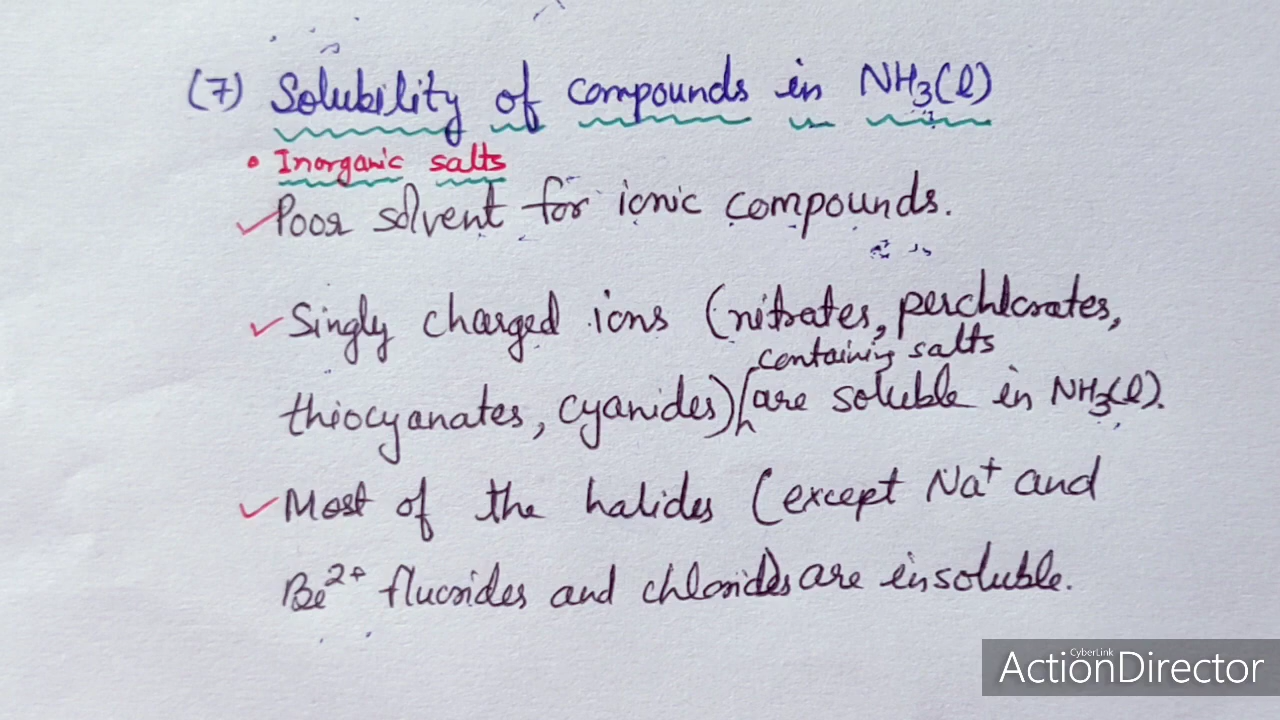 (7) Solubility of compounds in NH₃(l)
• Inorganic salts
✓ Poor solvent for ionic compounds.
✓ Singly charged ions (nitrates, perchlorates,
containing salts
thiocyanates, cyanides) are soluble in NH₃(l).
✓ Most of the halides (except Na⁺ and
Be²⁺ fluorides and chlorides) are insoluble.
CyberLink
ActionDirector